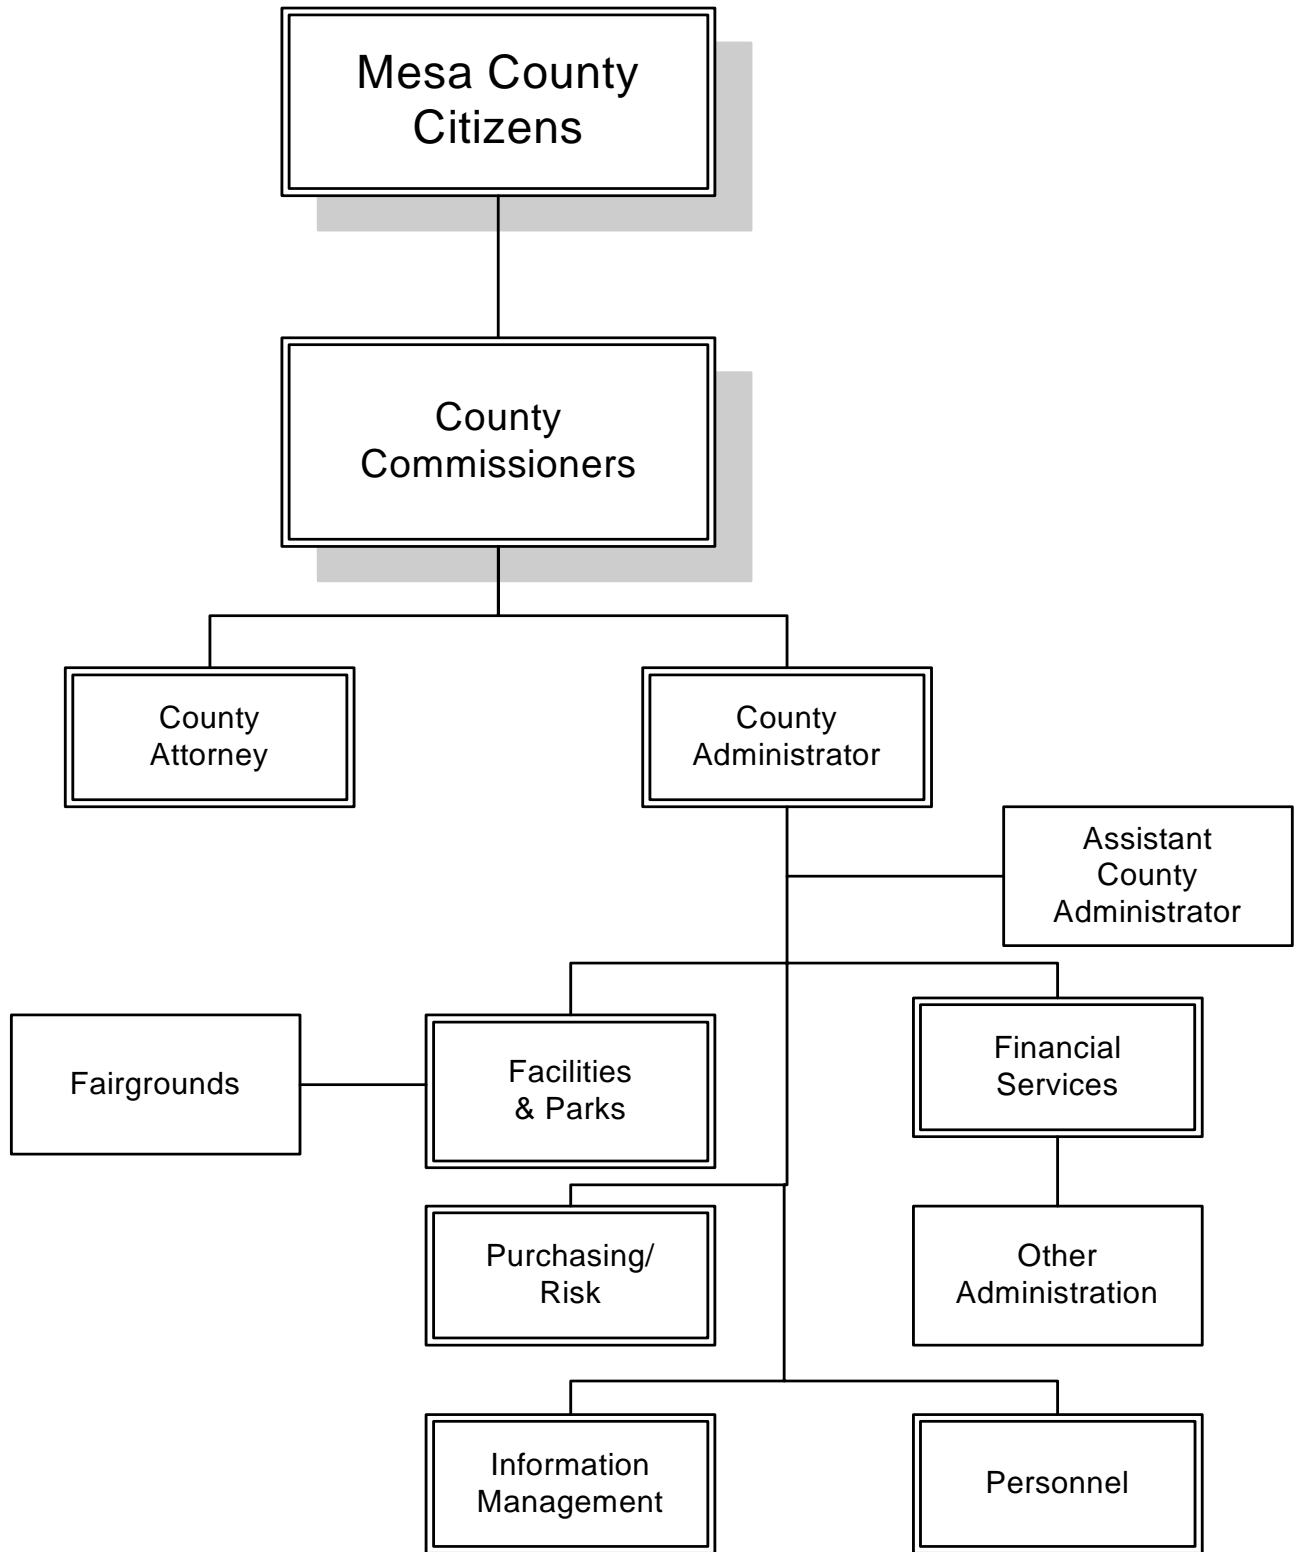 Mesa County
Citizens
County
Commissioners
County
Attorney
County
Administrator
Assistant
County
Administrator
Fairgrounds
Facilities
& Parks
Financial
Services
Purchasing/
Risk
Other
Administration
Information
Management
Personnel